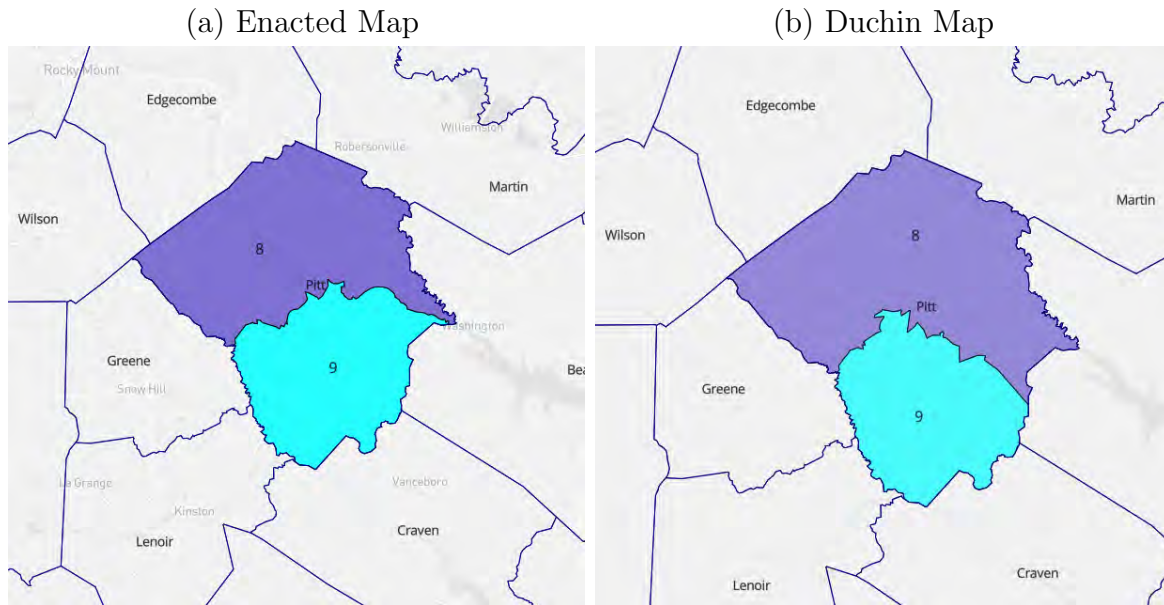 (a) Enacted Map
Rocky Mount
Edgecombe
Williamston
Robersonville
Martin
Wilson
8
Pitt
Washington
Greene
Bea
9
Snow Hill
La Grange
Vanceboro
Kinston
Craven
Lenoir
(b) Duchin Map
Edgecombe
Martin
Wilson
8
Pitt
Greene
9
Craven
Lenoir